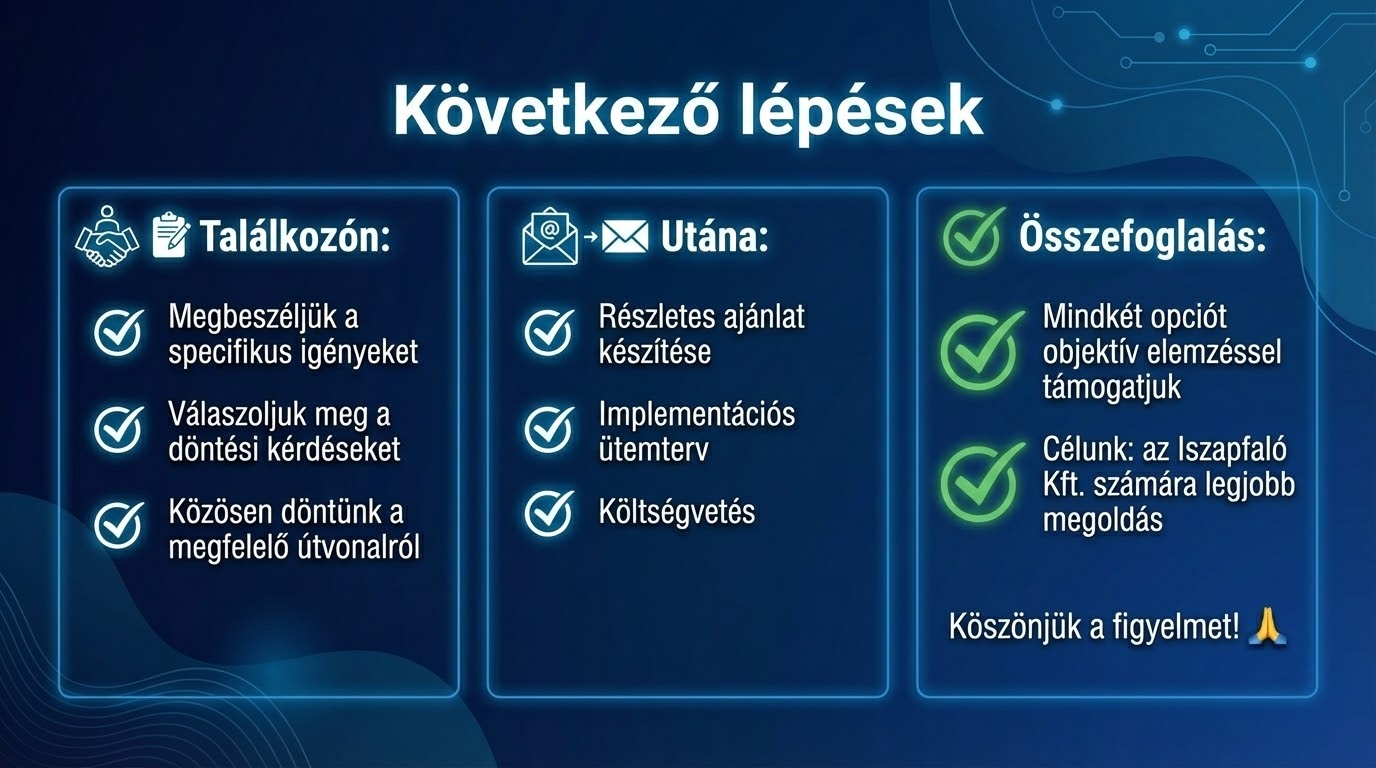 Következő lépések
Találkozón:
Megbeszéljük a
specifikus igényeket
Válaszoljuk meg a
döntési kérdéseket
Közösen döntünk a
megfelelő útvonalról
@
Utána:
Részletes ajánlat
készítése
Implementációs
ütemterv
Költségvetés
Összefoglalás:
Mindkét opciót
objektív elemzéssel
támogatjuk
Célunk: az Iszapfaló
Kft. számára legjobb
megoldás
Köszönjük a figyelmet! 🙏